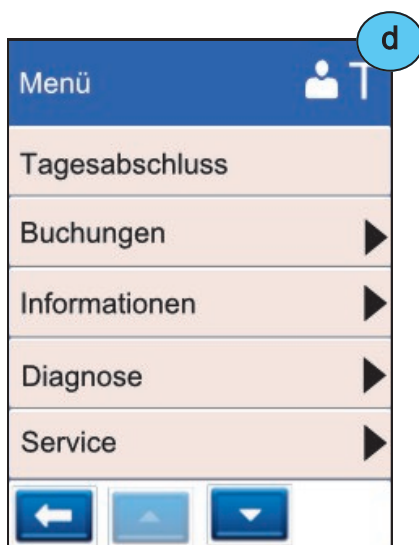 d
Menü
Tagesabschluss
Buchungen
Informationen
Diagnose
Service